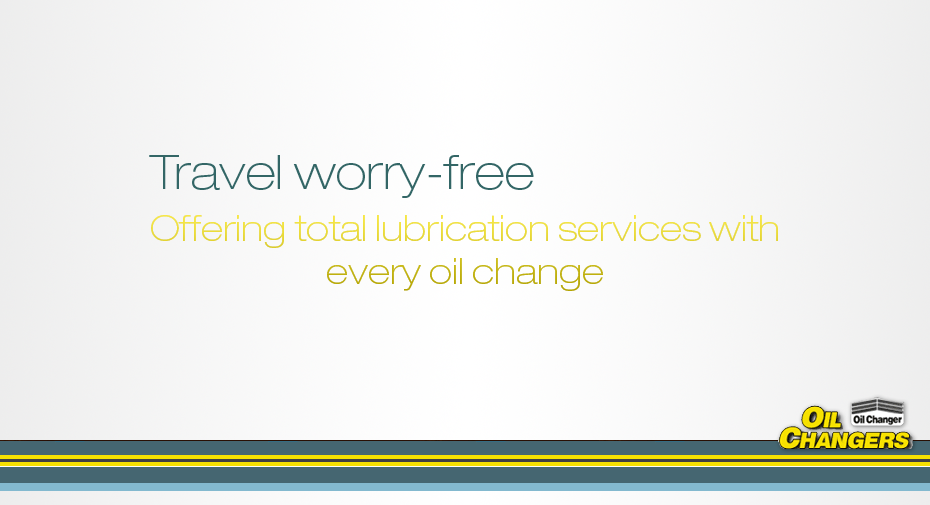 Travel worry-free
Offering total lubrication services with
every oil change
OIL
Oil Changer
CHANGERS